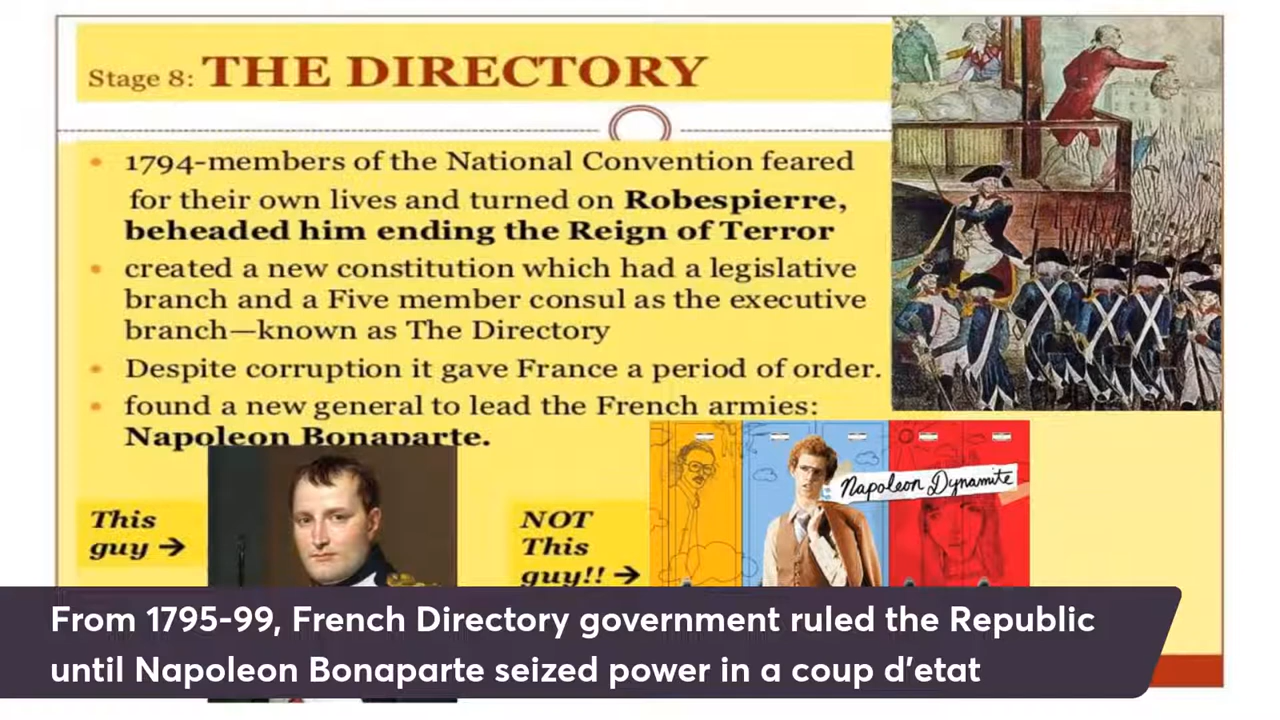 Stage 8: THE DIRECTORY
• 1794-members of the National Convention feared
for their own lives and turned on Robespierre,
beheaded him ending the Reign of Terror
• created a new constitution which had a legislative
branch and a Five member consul as the executive
branch—known as The Directory
• Despite corruption it gave France a period of order.
• found a new general to lead the French armies:
Napoleon Bonaparte.
This
guy →
NOT
This
guy!! →
Napoleon Dynamite
From 1795-99, French Directory government ruled the Republic
until Napoleon Bonaparte seized power in a coup d’etat